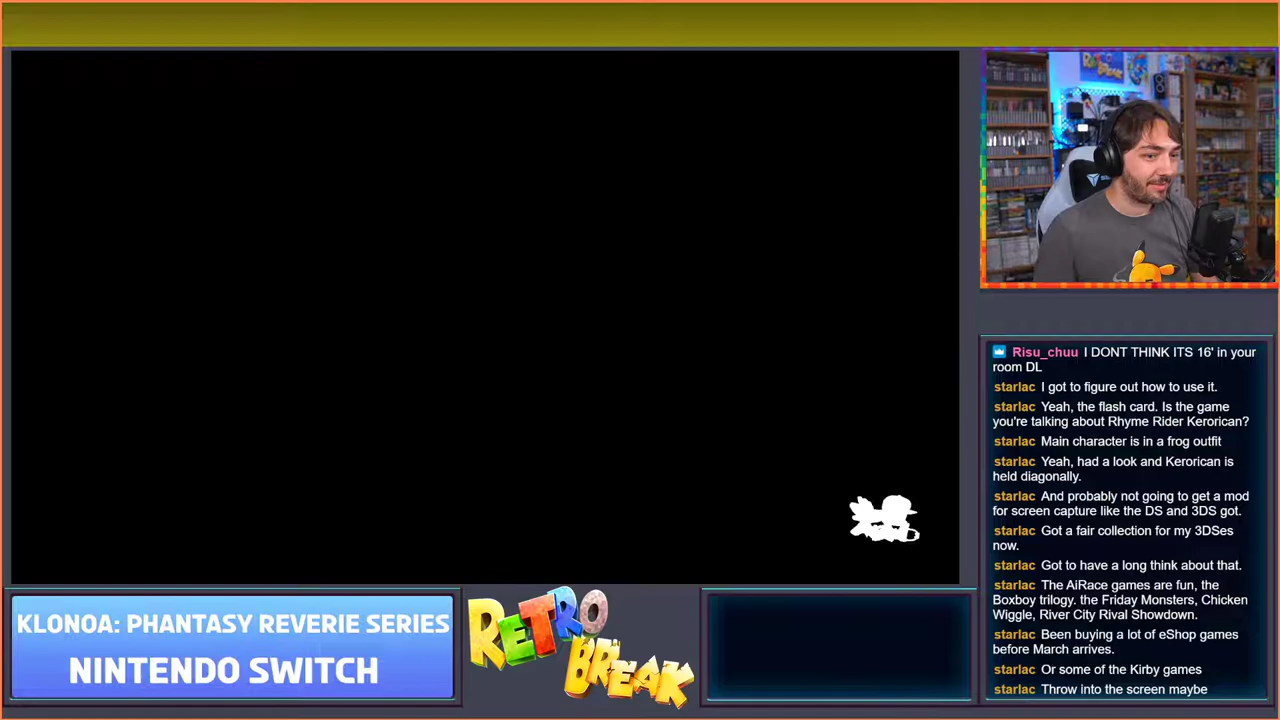 Risu_chuu I DONT THINK ITS 16' in your
room DL
starlac I got to figure out how to use it.
starlac Yeah, the flash card. Is the game
you're talking about Rhyme Rider Kerorican?
starlac Main character is in a frog outfit
starlac Yeah, had a look and Kerorican is
held diagonally.
starlac And probably not going to get a mod
for screen capture like the DS and 3DS got.
starlac Got a fair collection for my 3DSes
now.
starlac Got to have a long think about that.
starlac The AiRace games are fun, the
Boxboy trilogy. the Friday Monsters, Chicken
Wiggle, River City Rival Showdown.
starlac Been buying a lot of eShop games
before March arrives.
starlac Or some of the Kirby games
starlac Throw into the screen maybe
KLONOA: PHANTASY REVERIE SERIES
NINTENDO SWITCH
RETRO
BREAK